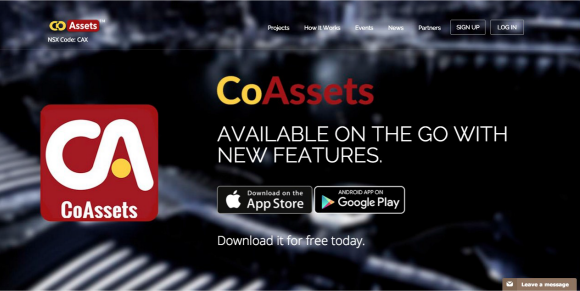 CO Assets
NSX Code: CAX
Projects How It Works Events News Partners SIGN UP LOG IN
CoAssets
AVAILABLE ON THE GO WITH
NEW FEATURES.
CA
CoAssets
Download on the
App Store
ANDROID APP ON
Google Play
Download it for free today.
Leave a message